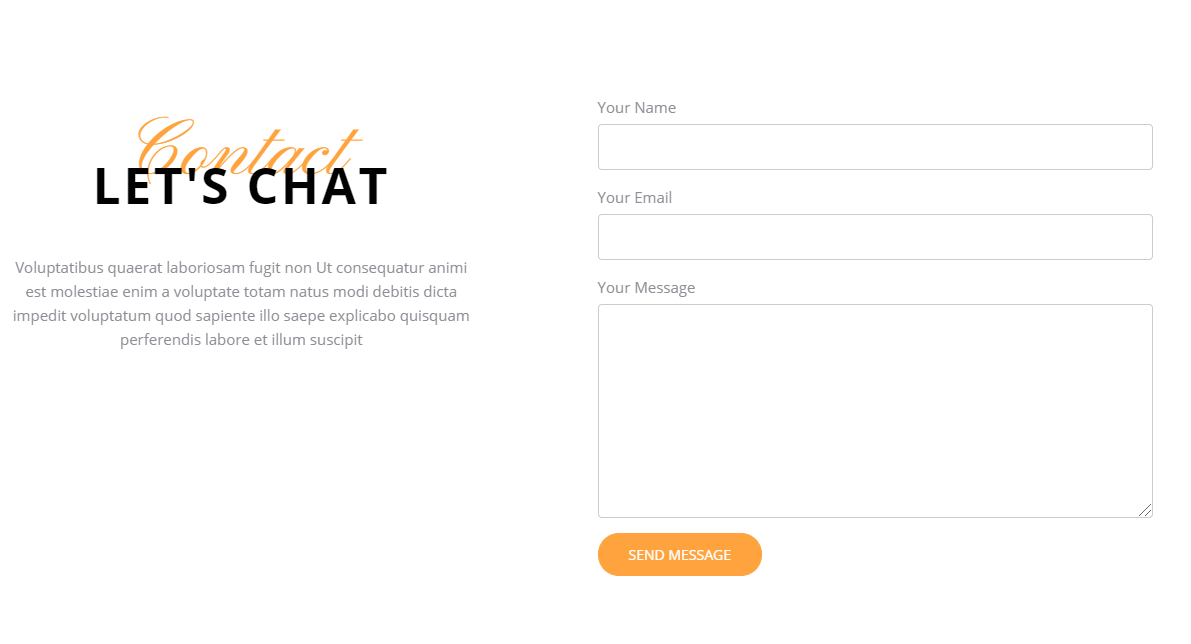 Contact
LET'S CHAT
Voluptatibus quaerat laboriosam fugit non Ut consequatur animi
est molestiae enim a voluptate totam natus modi debitis dicta
impedit voluptatum quod sapiente illo saepe explicabo quisquam
perferendis labore et illum suscipit
Your Name
Your Email
Your Message
SEND MESSAGE